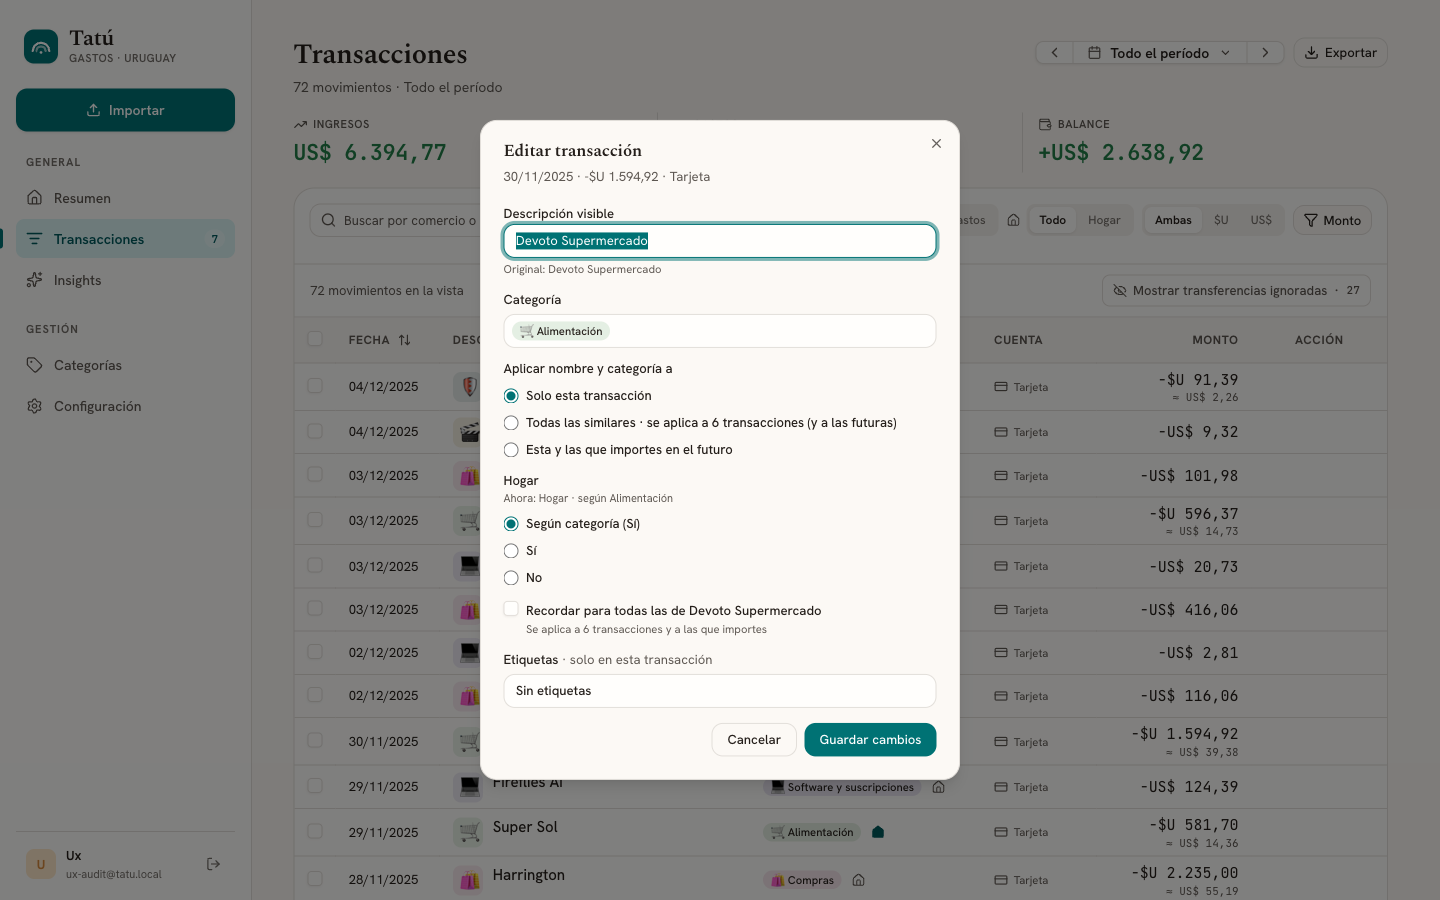 Tatú
GASTOS · URUGUAY
Importar
GENERAL
Resumen
Transacciones 7
Insights
GESTIÓN
Categorías
Configuración
U
Ux
ux-audit@tatu.local
Transacciones
72 movimientos · Todo el período
Todo el período
Exportar
INGRESOS
US$ 6.394,77
BALANCE
+US$ 2.638,92
Buscar por comercio o
astos
Todo Hogar
Ambas $U US$
Monto
72 movimientos en la vista
Mostrar transferencias ignoradas · 27
FECHA DESC CUENTA MONTO ACCIÓN
04/12/2025 Tarjeta -$U 91,39
≈ US$ 2,26
04/12/2025 Tarjeta -US$ 9,32
03/12/2025 Tarjeta -US$ 101,98
03/12/2025 Tarjeta -$U 596,37
≈ US$ 14,73
03/12/2025 Tarjeta -US$ 20,73
03/12/2025 Tarjeta -US$ 416,06
02/12/2025 Tarjeta -US$ 2,81
02/12/2025 Tarjeta -US$ 116,06
30/11/2025 Tarjeta -$U 1.594,92
≈ US$ 39,38
29/11/2025 Fireflies AI Software y suscripciones Tarjeta -US$ 124,39
29/11/2025 Super Sol Alimentación Tarjeta -$U 581,70
≈ US$ 14,36
28/11/2025 Harrington Compras Tarjeta -$U 2.235,00
≈ US$ 55,19
Editar transacción
30/11/2025 · -$U 1.594,92 · Tarjeta
Descripción visible
Devoto Supermercado
Original: Devoto Supermercado
Categoría
Alimentación
Aplicar nombre y categoría a
Solo esta transacción
Todas las similares · se aplica a 6 transacciones (y a las futuras)
Esta y las que importes en el futuro
Hogar
Ahora: Hogar · según Alimentación
Según categoría (Sí)
Sí
No
Recordar para todas las de Devoto Supermercado
Se aplica a 6 transacciones y a las que importes
Etiquetas · solo en esta transacción
Sin etiquetas
Cancelar
Guardar cambios